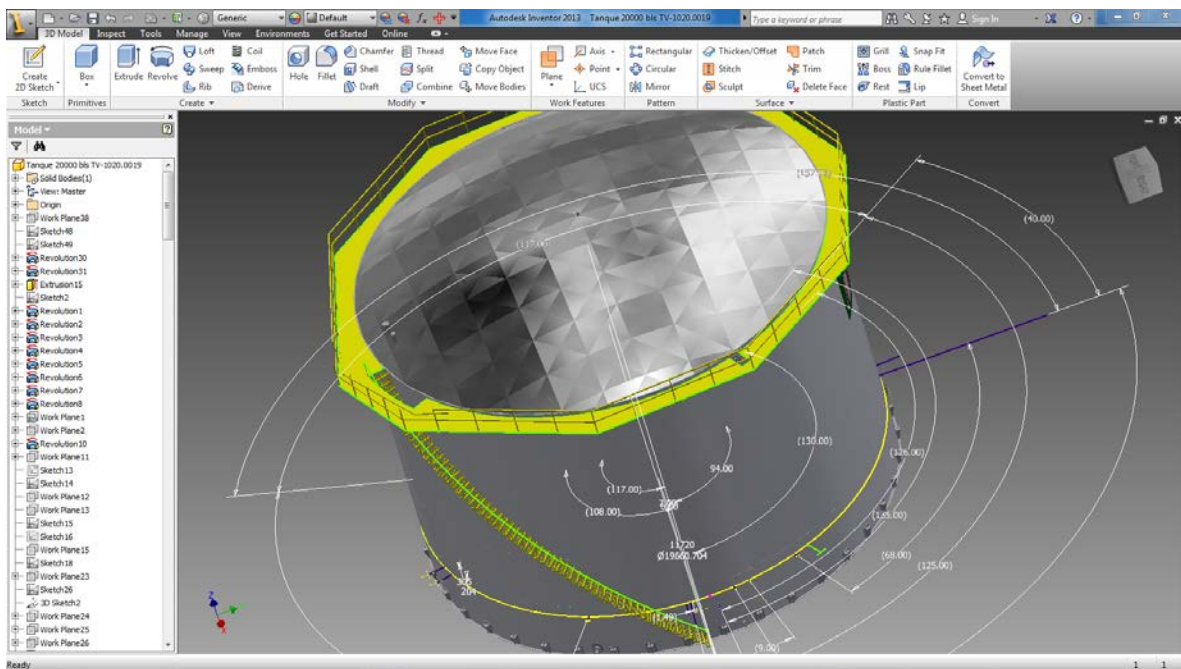 Generic Default Autodesk Inventor 2013 Tanque 20000 bis TV-1020.0019 Type a keyword or phrase Sign In
3D Model Inspect Tools Manage View Environments Get Started Online
Create 2D Sketch
Box
Extrude Revolve
Loft Coil
Sweep Emboss
Rib Derive
Hole Fillet
Chamfer Thread Move Face
Shell Split Copy Object
Draft Combine Move Bodies
Plane
Axis
Point
UCS
Rectangular
Circular
Mirror
Thicken/Offset Patch
Stitch Trim
Sculpt Delete Face
Grill Snap Fit
Boss Rule Fillet
Rest Lip
Convert to Sheet Metal
Sketch Primitives Create Modify Work Features Pattern Surface Plastic Part Convert
Model
Tanque 20000 bis TV-1020.0019
Solid Bodies(1)
View: Master
Origin
Work Plane38
Sketch48
Sketch49
Revolution30
Revolution31
Extrusion15
Sketch2
Revolution1
Revolution2
Revolution3
Revolution4
Revolution5
Revolution6
Revolution7
Revolution8
Work Plane1
Work Plane2
Revolution10
Work Plane11
Sketch13
Sketch14
Work Plane12
Work Plane13
Sketch15
Sketch16
Work Plane15
Sketch18
Work Plane23
Sketch26
3D Sketch2
Work Plane24
Work Plane25
Work Plane26
(40.00)
(117.00)
(130.00)
(126.00)
94.00
(117.00)
(108.00)
(135.00)
11720
(68.00)
(125.00)
305
204
(9.00)
Z
X
Ready 1 1